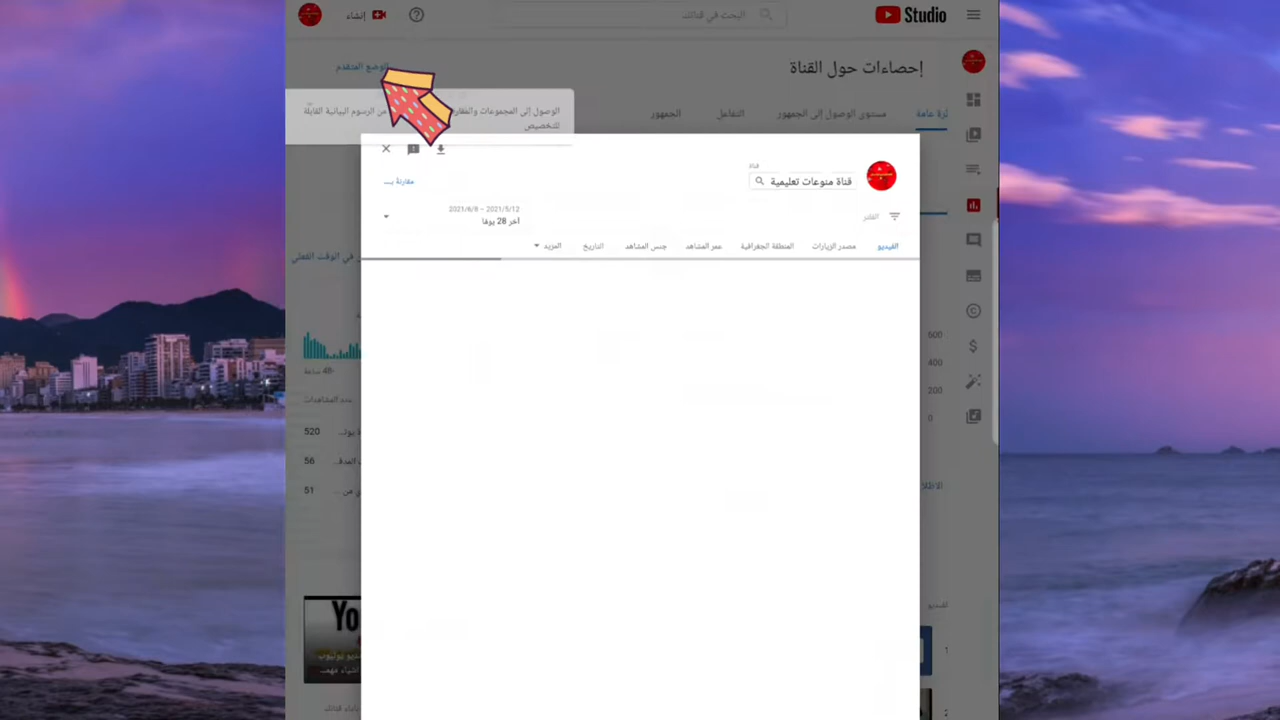 Studio
البحث في قناتك
إنشاء
إحصاءات حول القناة
الوضع المتقدم
نظرة عامة
مستوى الوصول إلى الجمهور
التفاعل
الجمهور
الوصول إلى المجموعات
من الرسوم البيانية القابلة
للتخصيص
قناة
قناة منوعات تعليمية
مقارنة بـ...
2021/5/12 – 2021/6/8
آخر 28 يومًا
الفلتر
الفيديو
مصدر الزيارات
المنطقة الجغرافية
عمر المشاهد
جنس المشاهد
التاريخ
المزيد
في الوقت الفعلي
600
400
200
0
48 ساعة
عدد المشاهدات
520
56
51
Yo